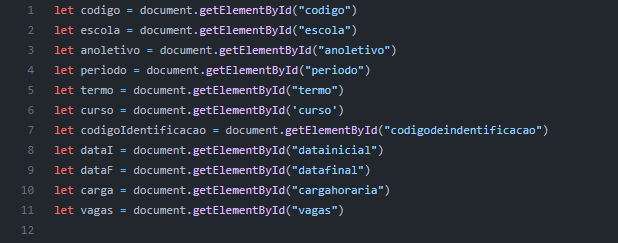 1 let codigo = document.getElementById("codigo")
2 let escola = document.getElementById("escola")
3 let anoletivo = document.getElementById("anoletivo")
4 let periodo = document.getElementById("periodo")
5 let termo = document.getElementById("termo")
6 let curso = document.getElementById('curso')
7 let codigoIdentificacao = document.getElementById("codigodeindentificacao")
8 let dataI = document.getElementById("datainicial")
9 let dataF = document.getElementById("datafinal")
10 let carga = document.getElementById("cargahoraria")
11 let vagas = document.getElementById("vagas")
12